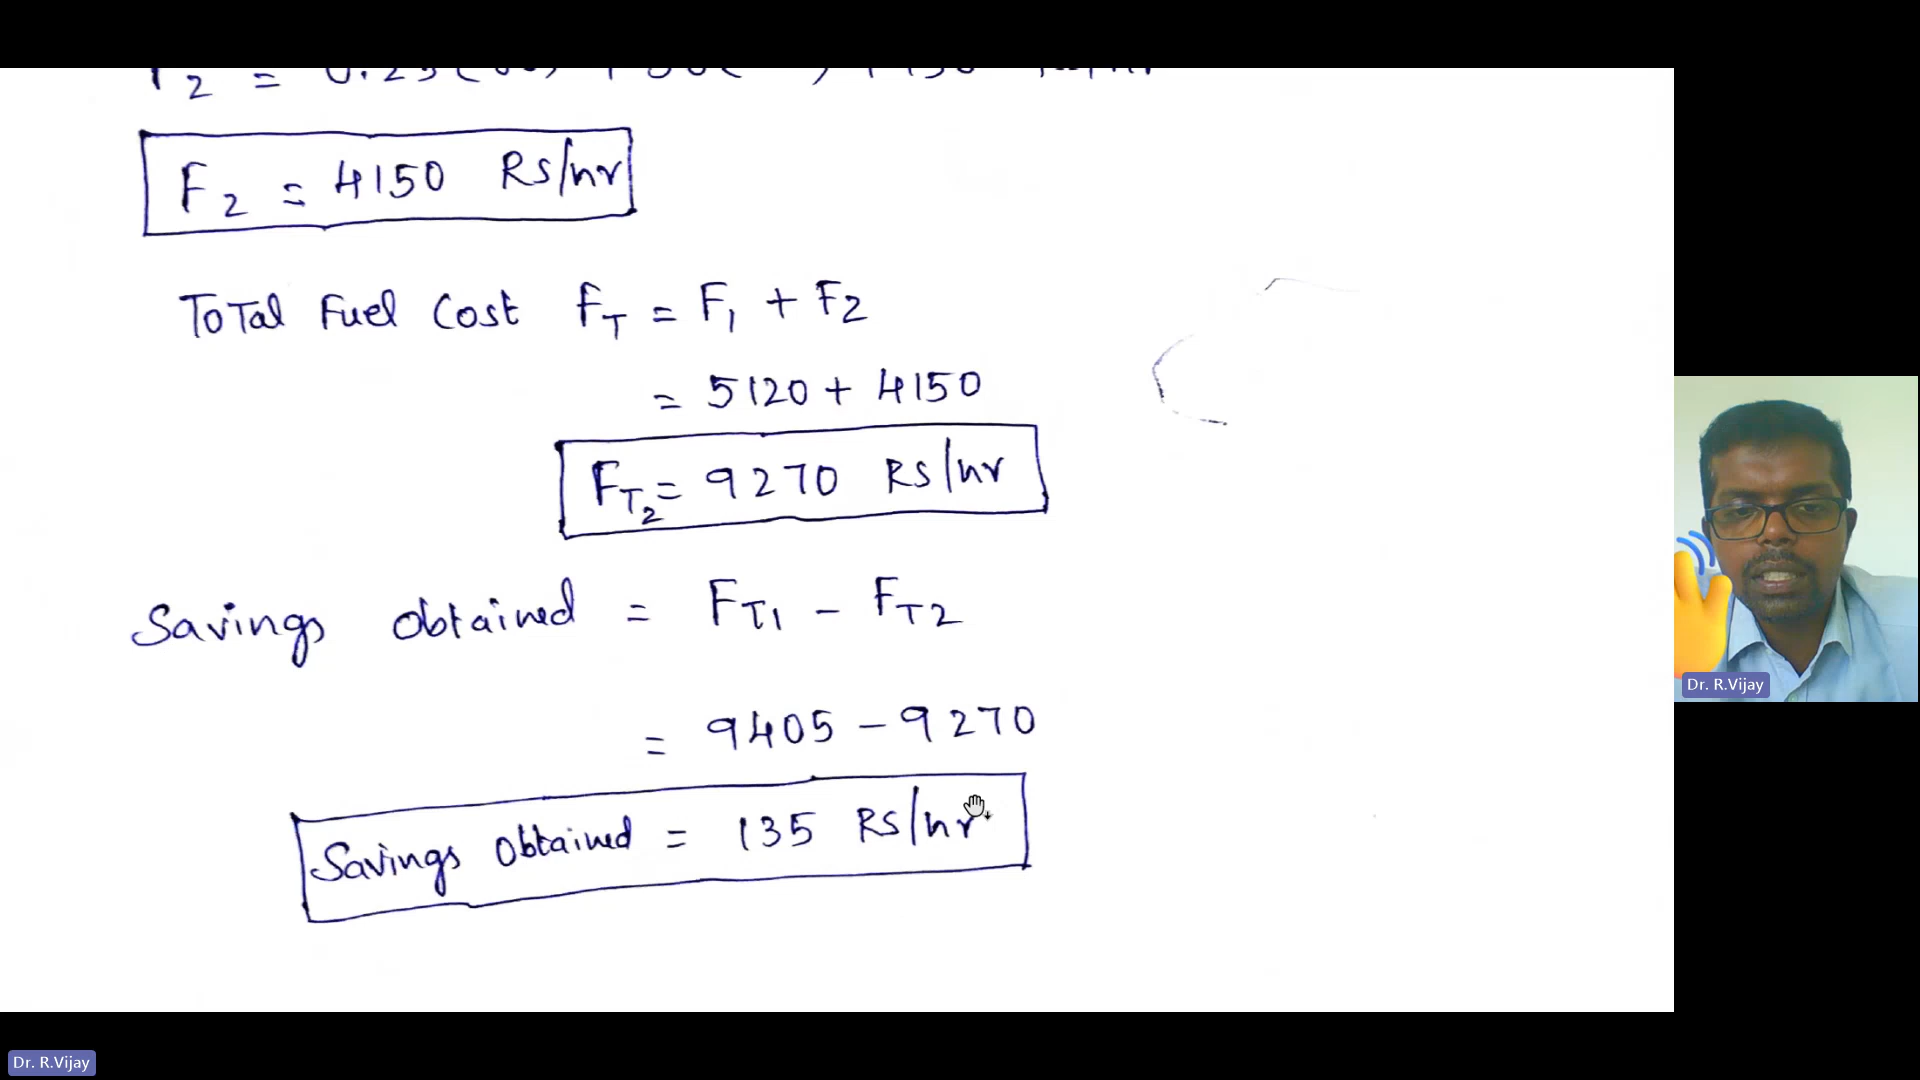 F2 = 4150 Rs/hr
Total Fuel Cost FT = F1 + F2
= 5120 + 4150
FT2 = 9270 Rs/hr
Savings Obtained = FT1 - FT2
= 9405 - 9270
Savings Obtained = 135 Rs/hr
Dr. R.Vijay
Dr. R.Vijay